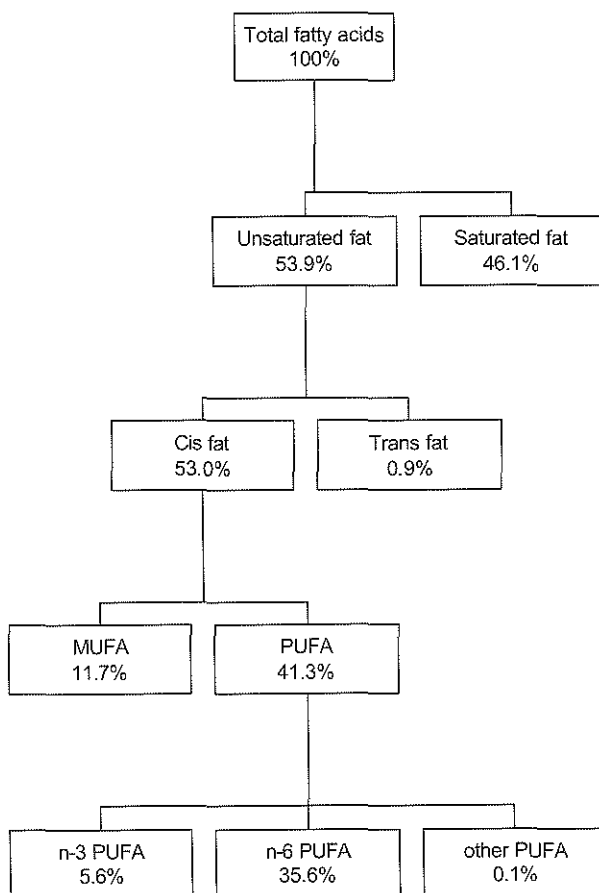 Total fatty acids
100%
Unsaturated fat
53.9%
Saturated fat
46.1%
Cis fat
53.0%
Trans fat
0.9%
MUFA
11.7%
PUFA
41.3%
n-3 PUFA
5.6%
n-6 PUFA
35.6%
other PUFA
0.1%